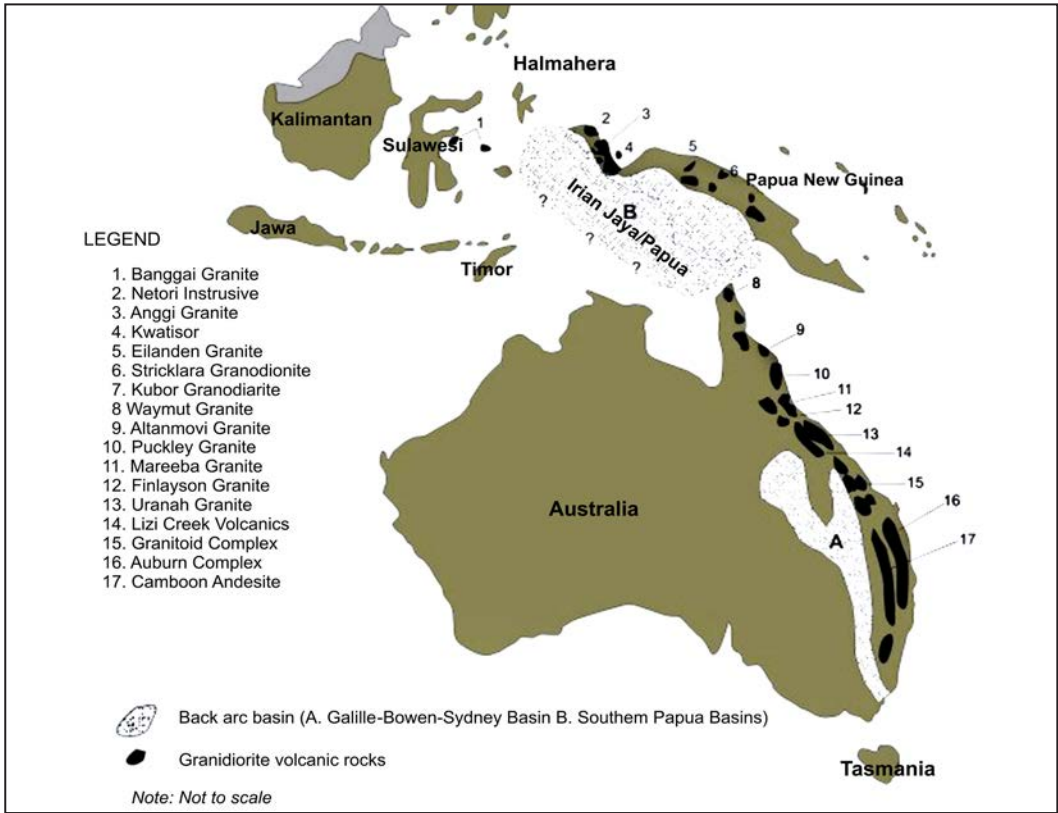 Halmahera
Kalimantan
Sulawesi
1
2
3
4
5
6
Papua New Guinea
B
Irian Jaya/Papua
?
?
?
Jawa
Timor
LEGEND
1. Banggai Granite
2. Netori Instrusive
3. Anggi Granite
4. Kwatisor
5. Eilanden Granite
6. Stricklara Granodionite
7. Kubor Granodiarite
8 Waymut Granite
9. Altanmovi Granite
10. Puckley Granite
11. Mareeba Granite
12. Finlayson Granite
13. Uranah Granite
14. Lizi Creek Volcanics
15. Granitoid Complex
16. Auburn Complex
17. Camboon Andesite
8
9
10
11
12
13
14
15
16
17
Australia
A
Back arc basin (A. Galille-Bowen-Sydney Basin B. Southem Papua Basins)
Granidiorite volcanic rocks
Note: Not to scale
Tasmania